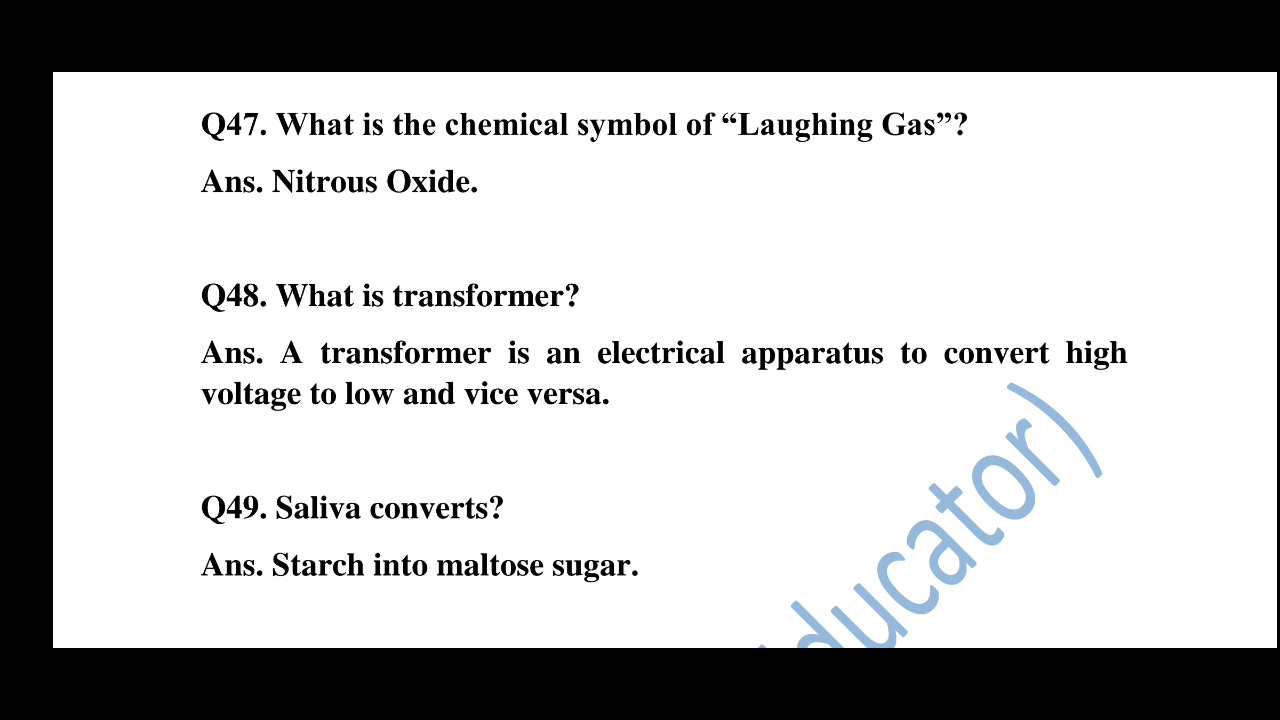 Q47. What is the chemical symbol of “Laughing Gas”?
Ans. Nitrous Oxide.
Q48. What is transformer?
Ans. A transformer is an electrical apparatus to convert high
voltage to low and vice versa.
Q49. Saliva converts?
Ans. Starch into maltose sugar.